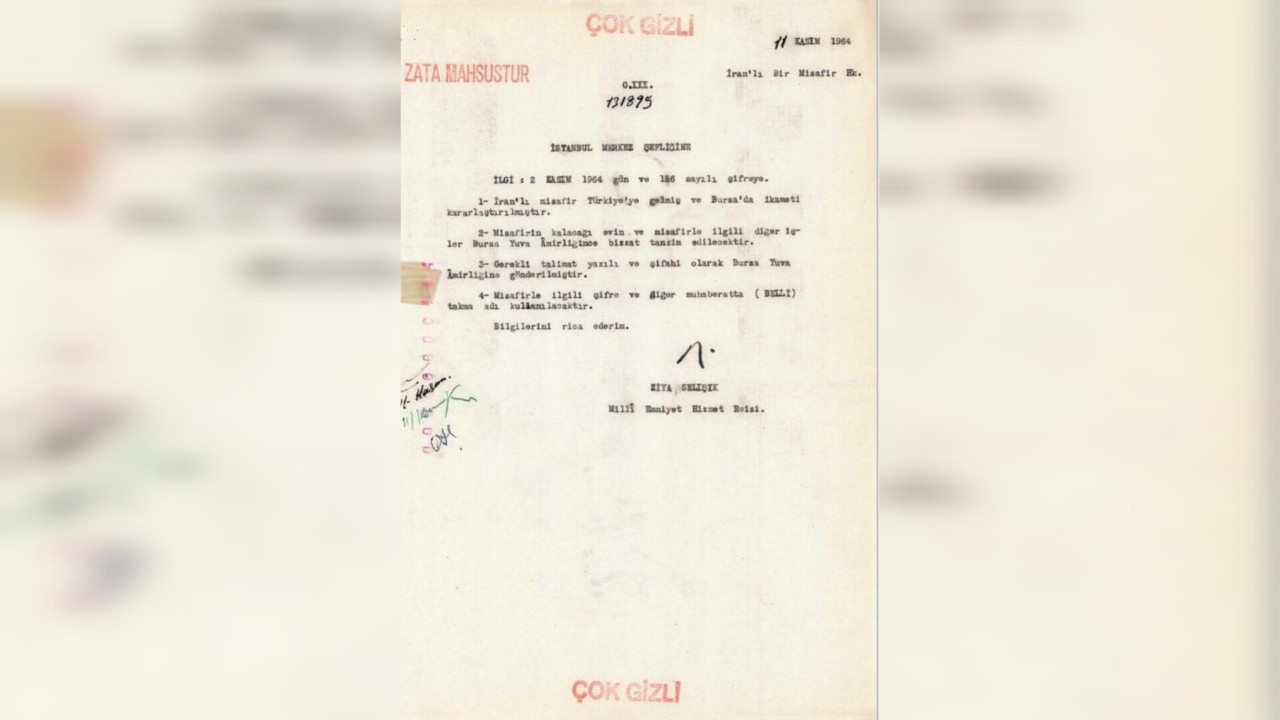 ÇOK GİZLİ
11 KASIM 1964
ZATA MAHSUSTUR
İran'lı Bir Misafir Hk.
G.III.
131895
İSTANBUL MERKEZ ŞEFLİĞİNE
İLGİ : 2 KASIM 1964 gün ve 186 sayılı şifreye.
1- İran'lı misafir Türkiye'ye gelmiş ve Bursa'da ikameti
kararlaştırılmıştır.
2- Misafirin kalacağı evin ve misafirle ilgili diğer iş-
ler Bursa Yuva Âmirliğince bizzat tanzim edilecektir.
3- Gerekli talimat yazılı ve şifahi olarak Bursa Yuva
Âmirliğine gönderilmiştir.
4- Misafirle ilgili şifre ve diğer muhaberatta ( BELLİ)
takma adı kullanılacaktır.
Bilgilerini rica ederim.
ZİYA SELIŞIK
Millî Emniyet Hizmet Reisi.
ÇOK GİZLİ